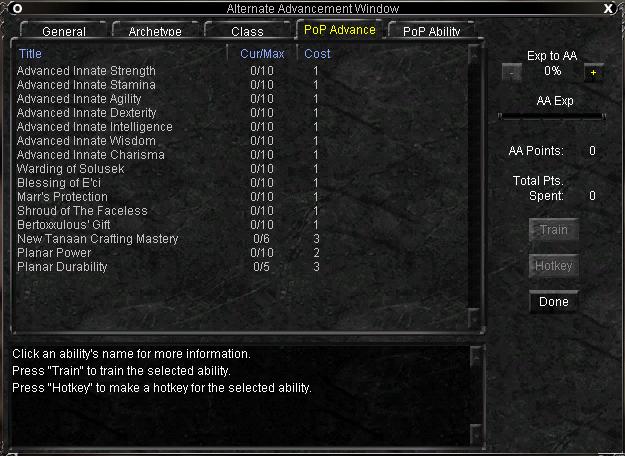 O Alternate Advancement Window X
General Archetype Class PoP Advance PoP Ability
Title Cur/Max Cost
Advanced Innate Strength 0/10 1
Advanced Innate Stamina 0/10 1
Advanced Innate Agility 0/10 1
Advanced Innate Dexterity 0/10 1
Advanced Innate Intelligence 0/10 1
Advanced Innate Wisdom 0/10 1
Advanced Innate Charisma 0/10 1
Warding of Solusek 0/10 1
Blessing of E'ci 0/10 1
Marr's Protection 0/10 1
Shroud of The Faceless 0/10 1
Bertoxxulous' Gift 0/10 1
New Tanaan Crafting Mastery 0/6 3
Planar Power 0/10 2
Planar Durability 0/5 3
Exp to AA
- 0% +
AA Exp
AA Points: 0
Total Pts.
Spent: 0
Train
Hotkey
Done
Click an ability's name for more information.
Press "Train" to train the selected ability.
Press "Hotkey" to make a hotkey for the selected ability.